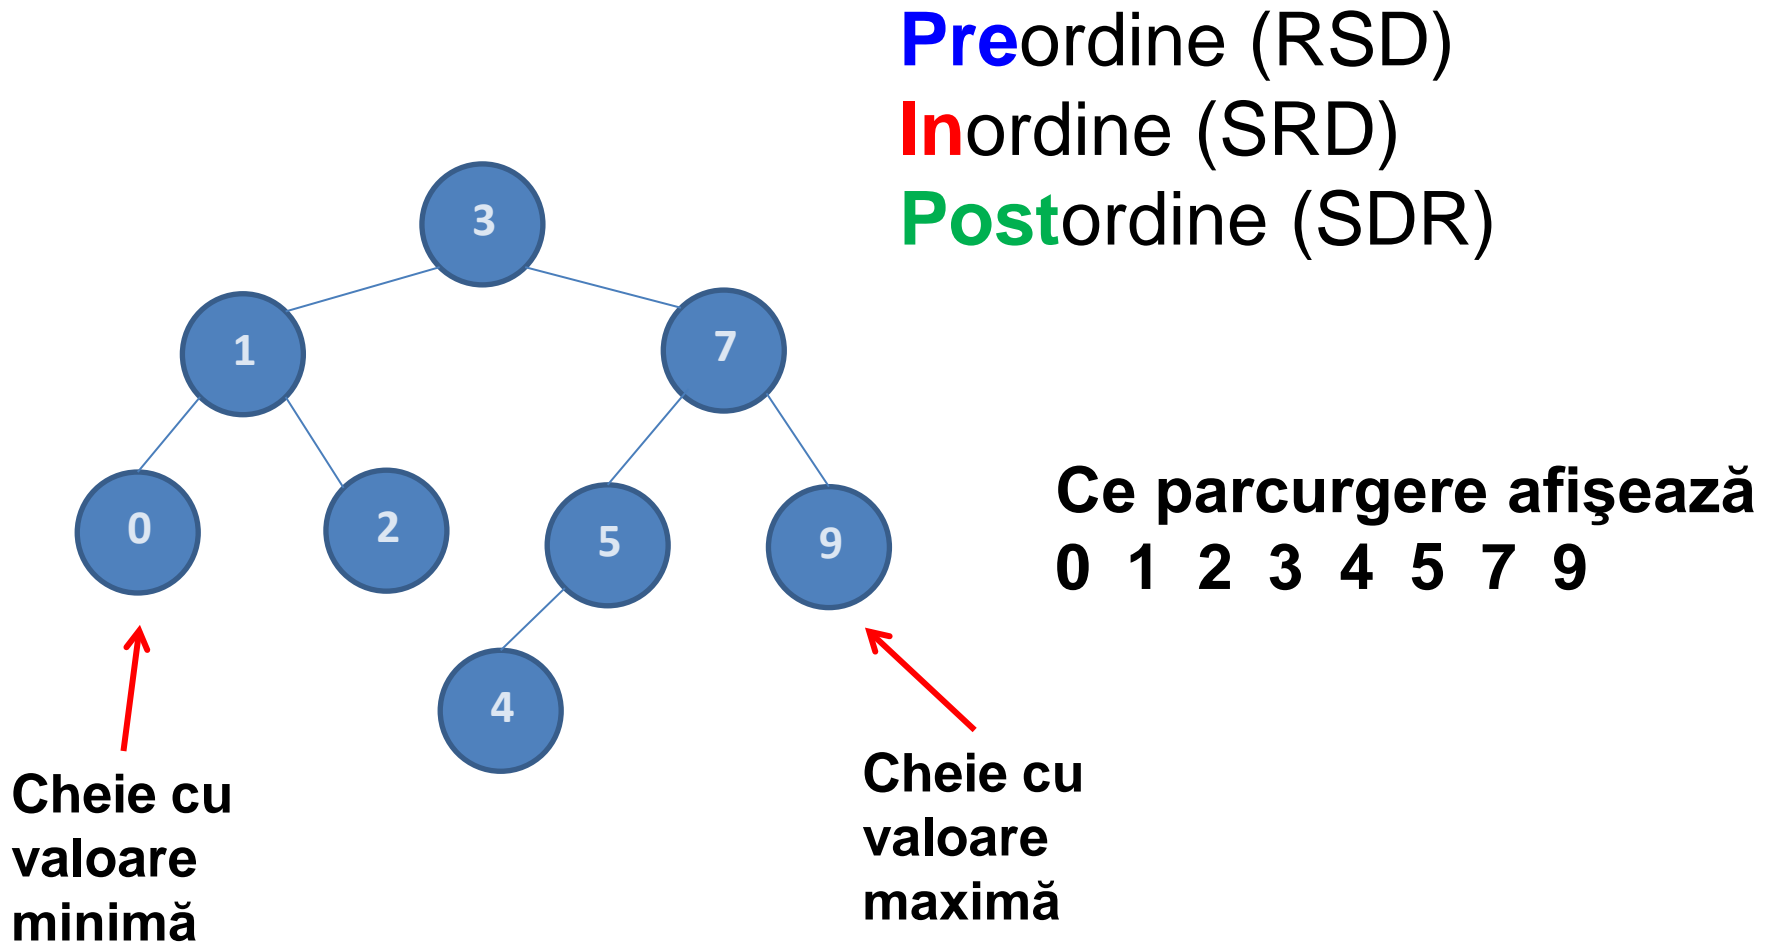 Preordine (RSD)
Inordine (SRD)
Postordine (SDR)
3
1
7
0
2
5
9
4
Ce parcurgere afişează
0 1 2 3 4 5 7 9
Cheie cu
valoare
minimă
Cheie cu
valoare
maximă